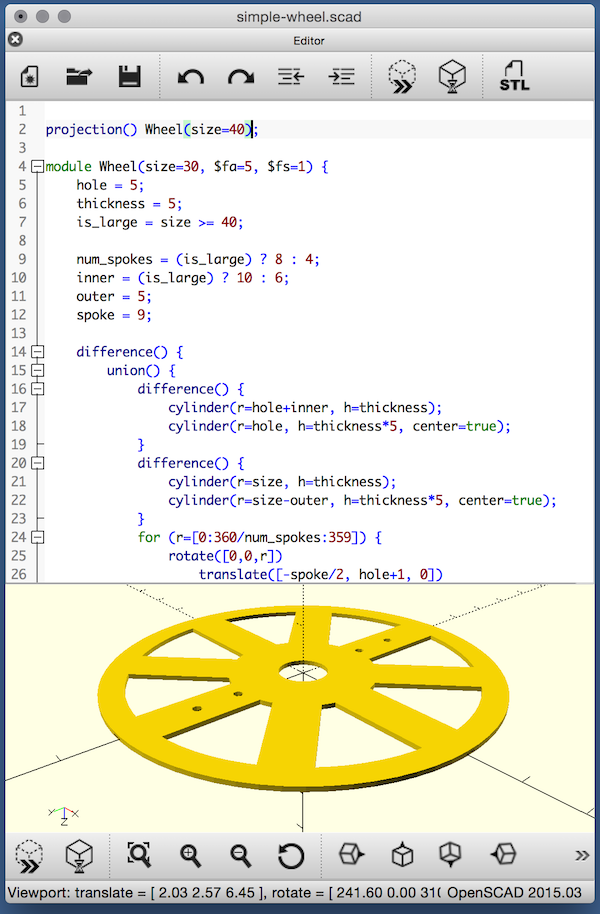 simple-wheel.scad
Editor
STL
1
2 projection() Wheel(size=40);
3
4 module Wheel(size=30, $fa=5, $fs=1) {
5 hole = 5;
6 thickness = 5;
7 is_large = size >= 40;
8
9 num_spokes = (is_large) ? 8 : 4;
10 inner = (is_large) ? 10 : 6;
11 outer = 5;
12 spoke = 9;
13
14 difference() {
15 union() {
16 difference() {
17 cylinder(r=hole+inner, h=thickness);
18 cylinder(r=hole, h=thickness*5, center=true);
19 }
20 difference() {
21 cylinder(r=size, h=thickness);
22 cylinder(r=size-outer, h=thickness*5, center=true);
23 }
24 for (r=[0:360/num_spokes:359]) {
25 rotate([0,0,r])
26 translate([-spoke/2, hole+1, 0])
Y X
Z
Viewport: translate = [ 2.03 2.57 6.45 ], rotate = [ 241.60 0.00 310 OpenSCAD 2015.03